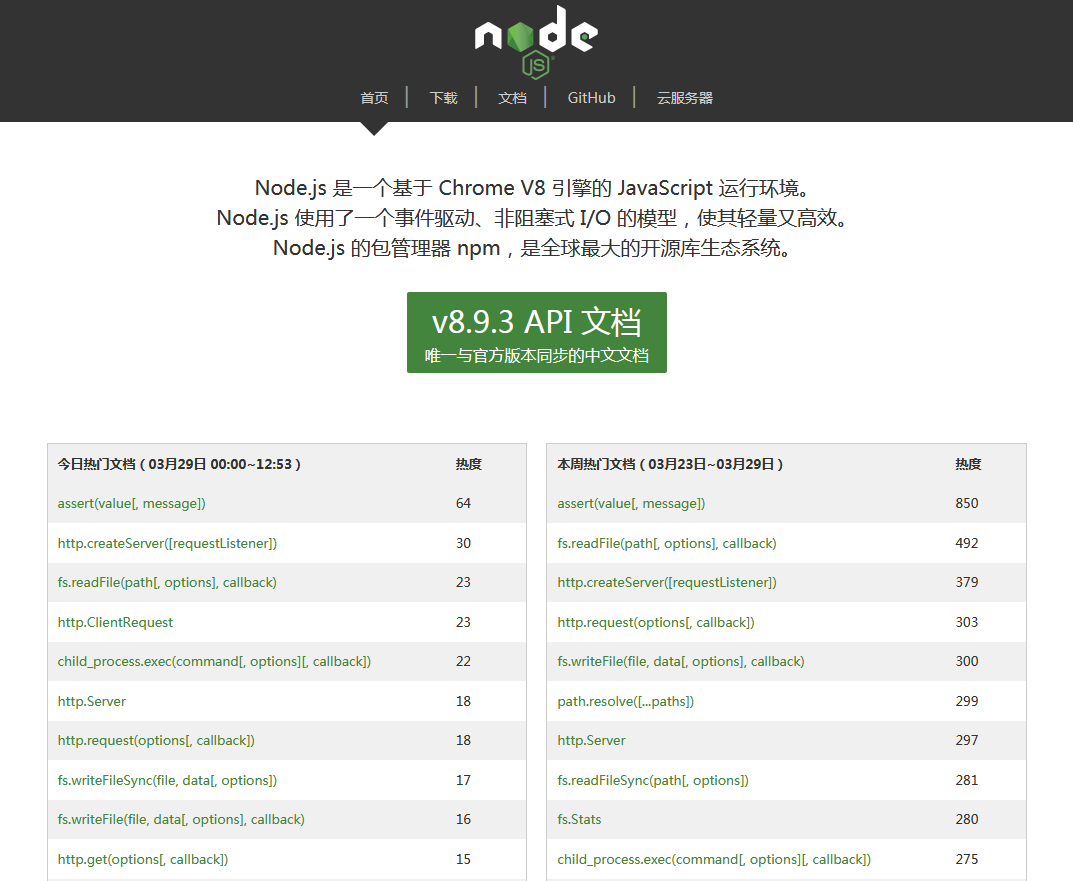 node
JS
首页 下载 文档 GitHub 云服务器
Node.js 是一个基于 Chrome V8 引擎的 JavaScript 运行环境。
Node.js 使用了一个事件驱动、非阻塞式 I/O 的模型，使其轻量又高效。
Node.js 的包管理器 npm，是全球最大的开源库生态系统。
v8.9.3 API 文档
唯一与官方版本同步的中文文档
今日热门文档 ( 03月29日 00:00~12:53 ) 热度
assert(value[, message]) 64
http.createServer([requestListener]) 30
fs.readFile(path[, options], callback) 23
http.ClientRequest 23
child_process.exec(command[, options][, callback]) 22
http.Server 18
http.request(options[, callback]) 18
fs.writeFileSync(file, data[, options]) 17
fs.writeFile(file, data[, options], callback) 16
http.get(options[, callback]) 15
本周热门文档 ( 03月23日~03月29日 ) 热度
assert(value[, message]) 850
fs.readFile(path[, options], callback) 492
http.createServer([requestListener]) 379
http.request(options[, callback]) 303
fs.writeFile(file, data[, options], callback) 300
path.resolve([...paths]) 299
http.Server 297
fs.readFileSync(path[, options]) 281
fs.Stats 280
child_process.exec(command[, options][, callback]) 275